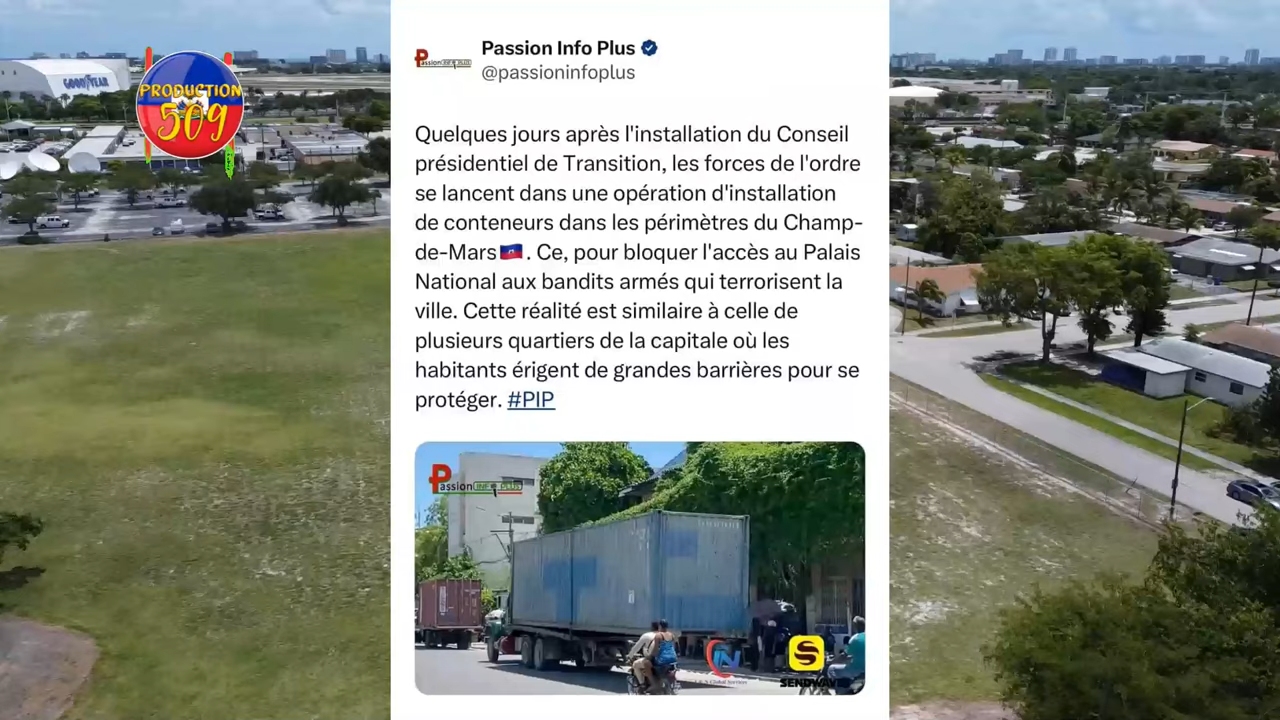 GOODYEAR
PRODUCTION
509
Passion Info Plus
@passioninfoplus
Quelques jours après l'installation du Conseil
présidentiel de Transition, les forces de l'ordre
se lancent dans une opération d'installation
de conteneurs dans les périmètres du Champ-
de-Mars🇭🇹. Ce, pour bloquer l'accès au Palais
National aux bandits armés qui terrorisent la
ville. Cette réalité est similaire à celle de
plusieurs quartiers de la capitale où les
habitants érigent de grandes barrières pour se
protéger. #PIP
Passion INFO PLUS
SENDWAVE